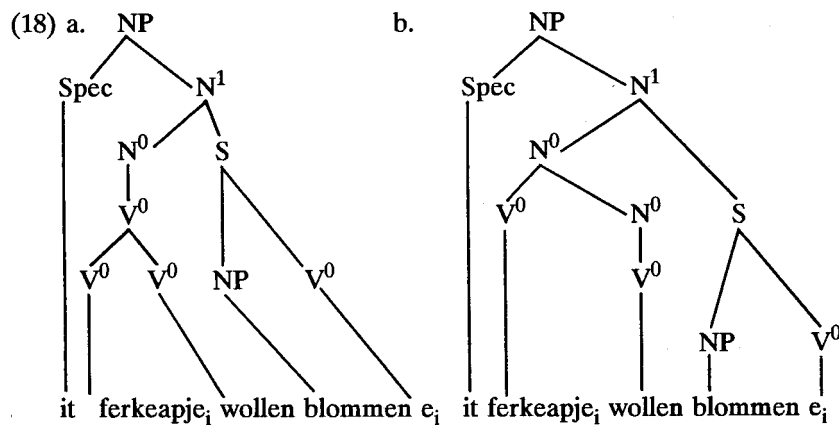 (18) a. NP b. NP
Spec N¹ Spec N¹
N⁰ S N⁰
V⁰ V⁰ N⁰ S
V⁰ V⁰ NP V⁰ V⁰
NP V⁰
it ferkeapjeᵢ wollen blommen eᵢ it ferkeapjeᵢ wollen blommen eᵢ